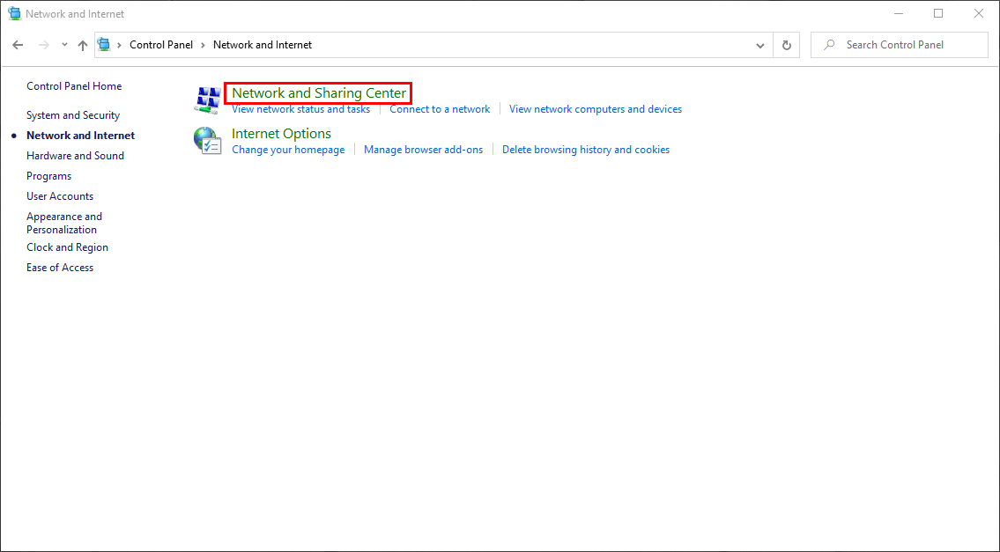 Network and Internet
Control Panel > Network and Internet
Search Control Panel
Control Panel Home
System and Security
Network and Internet
Hardware and Sound
Programs
User Accounts
Appearance and
Personalization
Clock and Region
Ease of Access
Network and Sharing Center
View network status and tasks | Connect to a network | View network computers and devices
Internet Options
Change your homepage | Manage browser add-ons | Delete browsing history and cookies